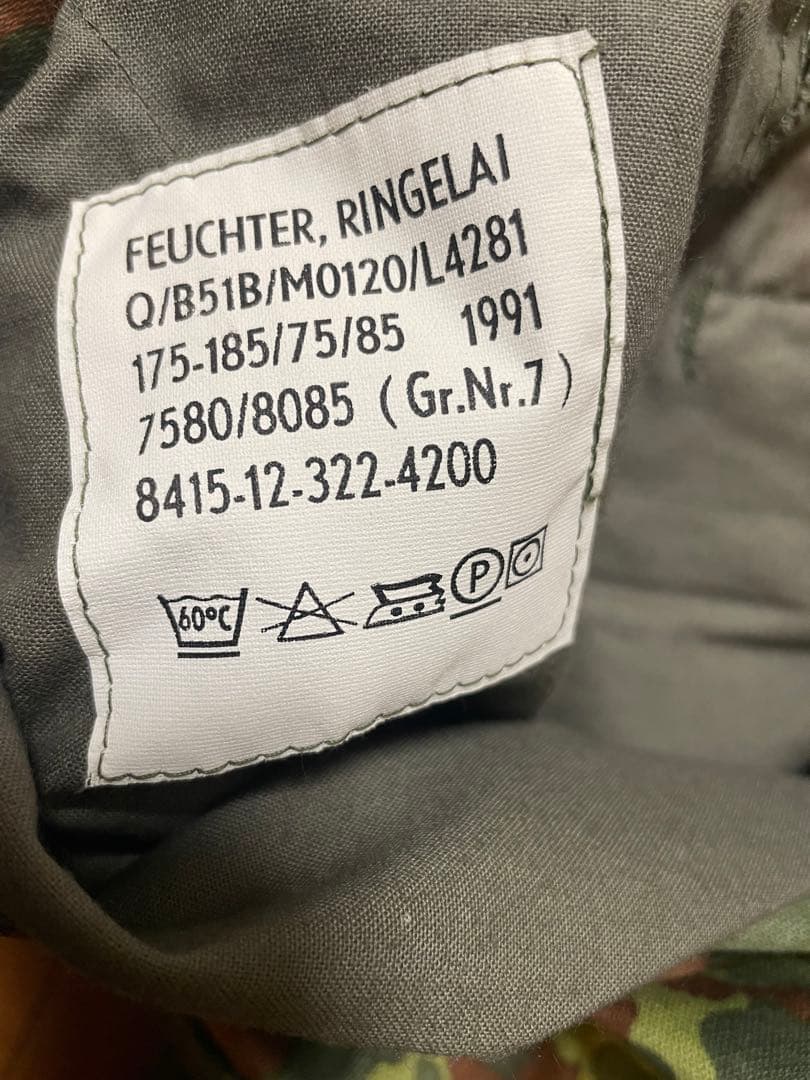 FEUCHTER, RINGELAI
Q/B51B/M0120/L4281
175-185/75/85 1991
7580/8085 (Gr.Nr.7)
8415-12-322-4200
60°C P